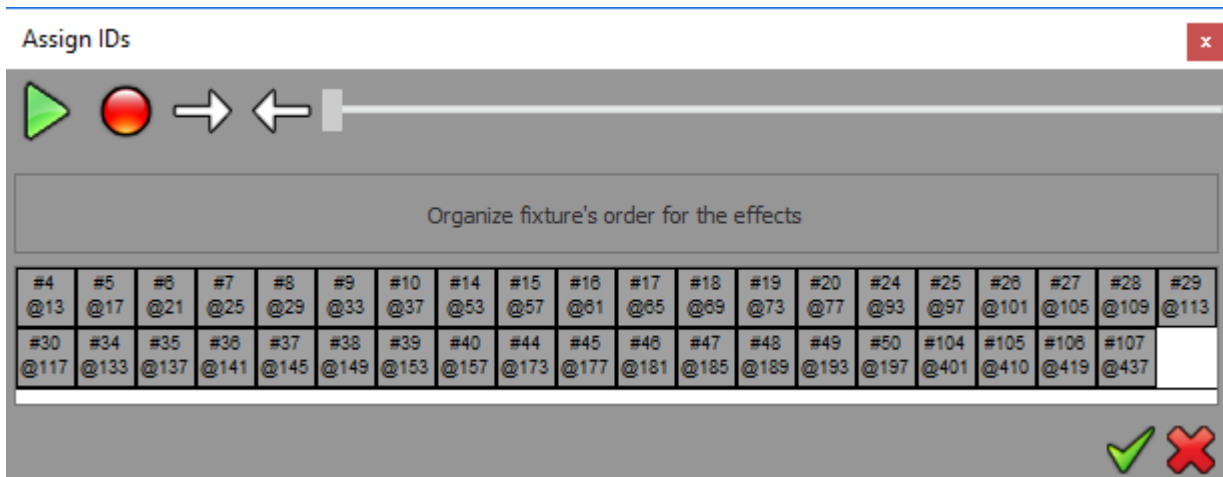 Assign IDs
x
Organize fixture's order for the effects
#4 #5 #6 #7 #8 #9 #10 #14 #15 #16 #17 #18 #19 #20 #24 #25 #26 #27 #28 #29
@13 @17 @21 @25 @29 @33 @37 @53 @57 @61 @65 @69 @73 @77 @93 @97 @101 @105 @109 @113
#30 #34 #35 #36 #37 #38 #39 #40 #44 #45 #46 #47 #48 #49 #50 #104 #105 #106 #107
@117 @133 @137 @141 @145 @149 @153 @157 @173 @177 @181 @185 @189 @193 @197 @401 @410 @419 @437